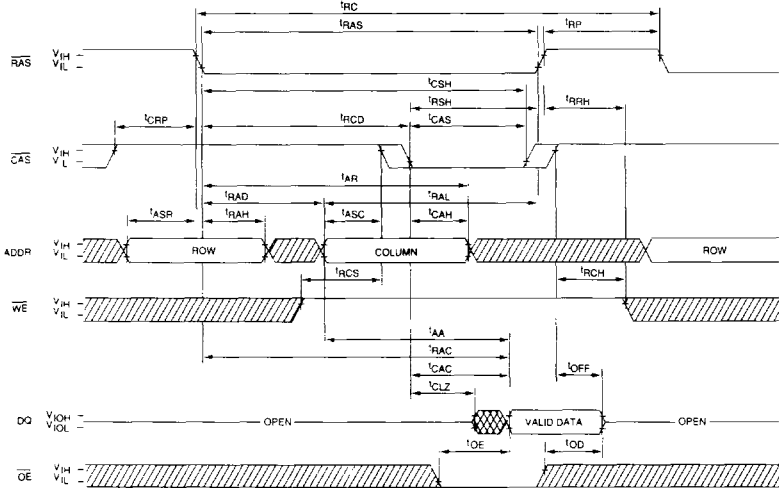 tRC
tRAS
tRP
RAS
VIH
VIL
tCSH
tRSH
tRRH
tCRP
tRCD
tCAS
CAS
VIH
VIL
tAR
tRAD
tRAL
tASR
tRAH
tASC
tCAH
ADDR
VIH
VIL
ROW
COLUMN
ROW
tRCS
tRCH
WE
VIH
VIL
tAA
tRAC
tCAC
tOFF
tCLZ
DQ
VIOH
VIOL
OPEN
VALID DATA
OPEN
tOE
tOD
OE
VIH
VIL